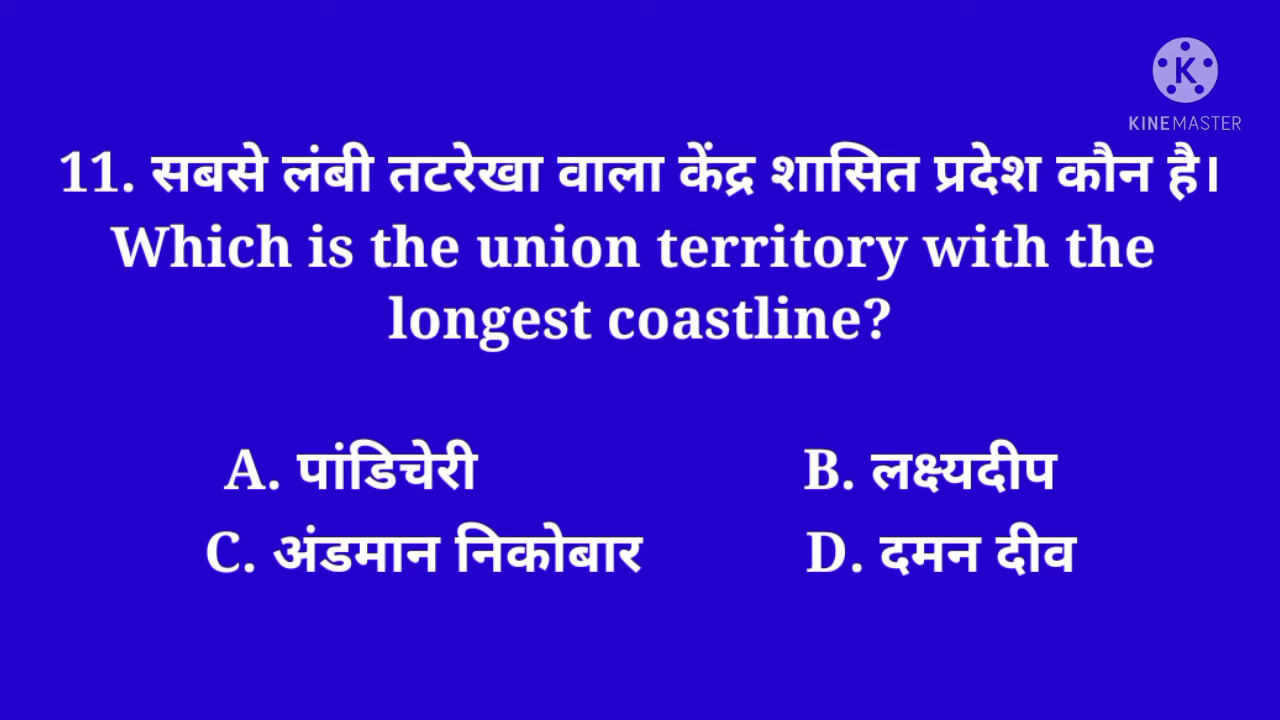 K
KINEMASTER
11. सबसे लंबी तटरेखा वाला केंद्र शासित प्रदेश कौन है।
Which is the union territory with the
longest coastline?
A. पांडिचेरी B. लक्ष्यदीप
C. अंडमान निकोबार D. दमन दीव